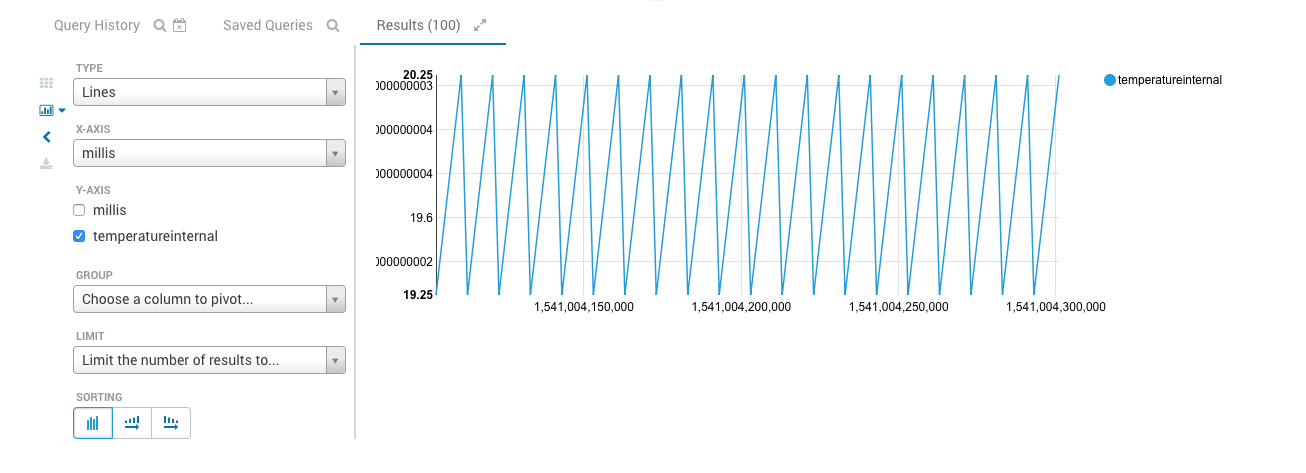 Query History
Saved Queries
Results (100)
TYPE
Lines
X-AXIS
millis
Y-AXIS
millis
temperatureinternal
GROUP
Choose a column to pivot...
LIMIT
Limit the number of results to...
SORTING
20.25
000000003
000000004
000000004
19.6
000000002
19.25
1,541,004,150,000
1,541,004,200,000
1,541,004,250,000
1,541,004,300,000
temperatureinternal